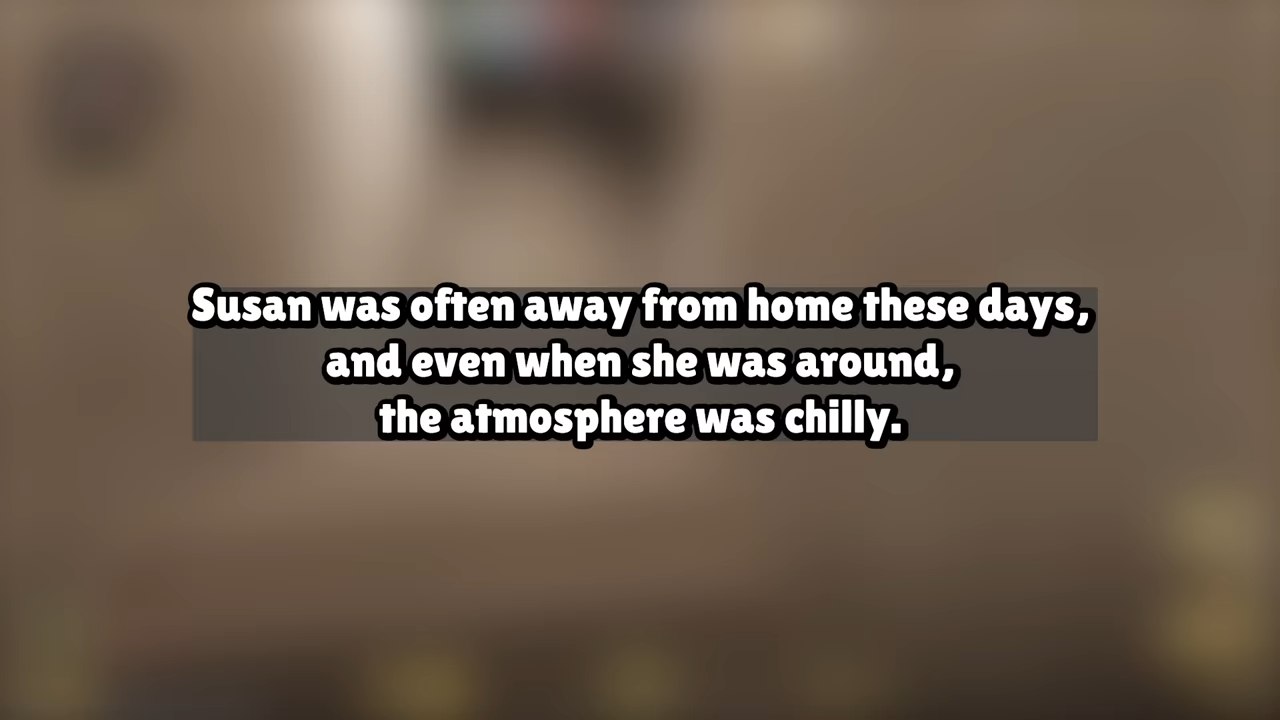 Susan was often away from home these days,
and even when she was around,
the atmosphere was chilly.